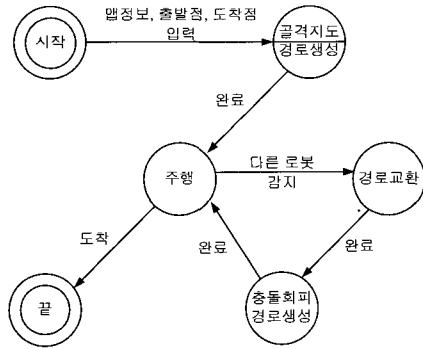 시작
맵정보, 출발점, 도착점
입력
골격지도
경로생성
완료
주행
다른 로봇
감지
경로교환
도착
완료
완료
끝
충돌회피
경로생성